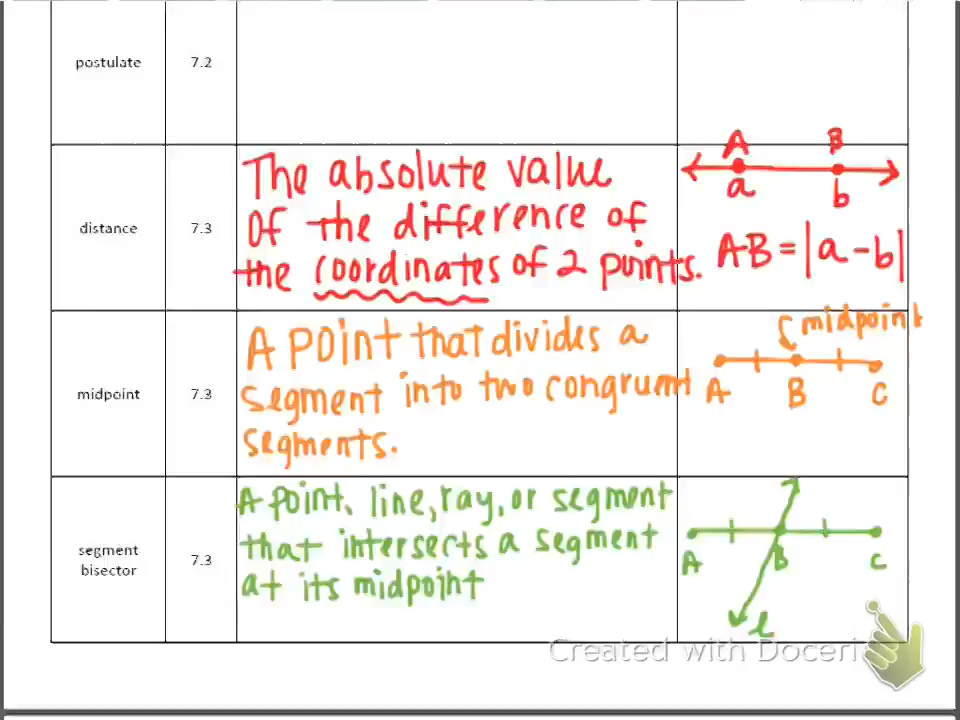 postulate
7.2
distance
7.3
The absolute value
Of the difference of
the coordinates of 2 points.
A B
a b
AB = |a - b|
midpoint
7.3
A point that divides a
segment into two congruent
segments.
midpoint
A B C
segment
bisector
7.3
A point, line, ray, or segment
that intersects a segment
at its midpoint
A B C
l
Created with Doceri